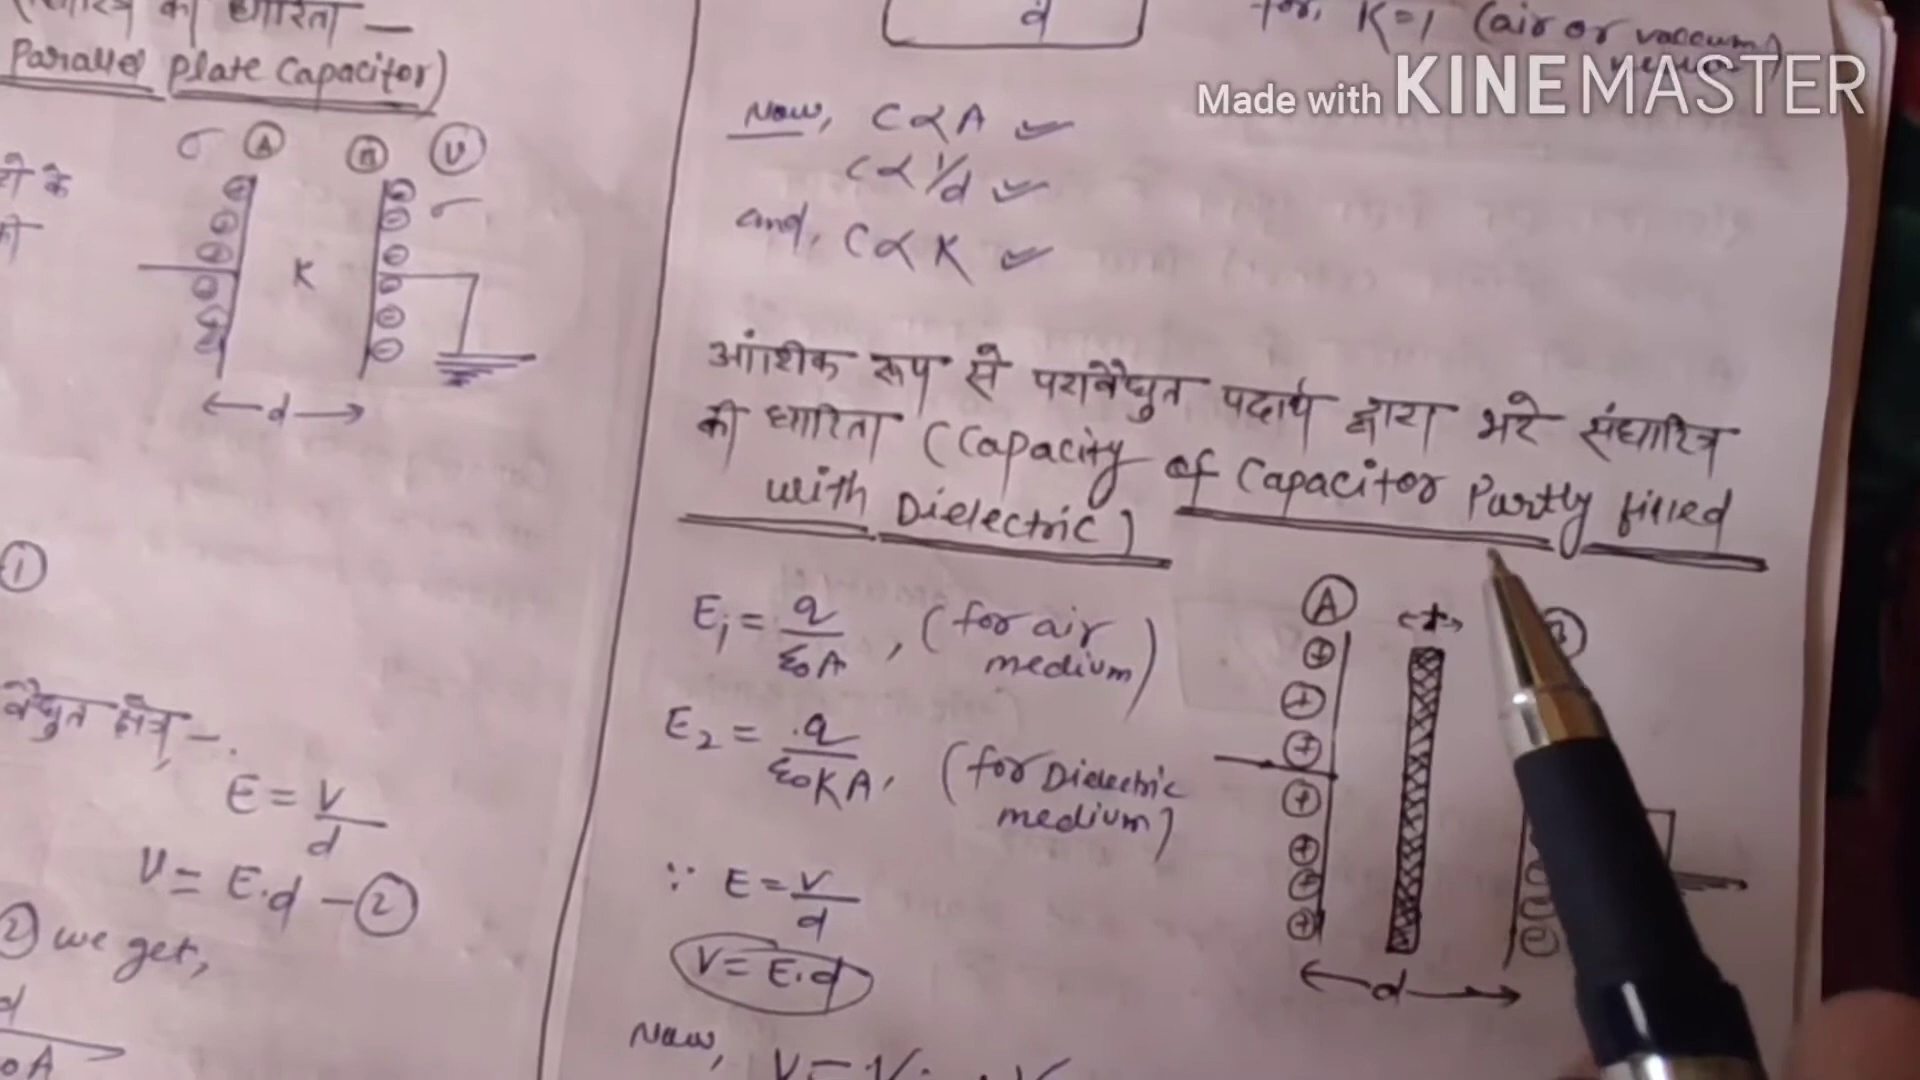 की धारिता —
Parallel Plate Capacitor)
σ A B V
K
d
1
वैधुत क्षेत्र, —
E = V/d
V = E.d — 2
2) we get,
d
for, K=1 (air or vaccum
Made with KINEMASTER
Now, C∝A
C∝1/d
and, C∝K
आंशिक रूप से परावैधुत पदार्थ द्वारा भरे संधारित्र
की धारिता (Capacity of Capacitor Partly filled
with Dielectric)
E₁ = q/ε₀A, (for air medium)
E₂ = q/ε₀KA, (for Dielectric medium)
∵ E = V/d
V = E.d
Now,
A
t
d